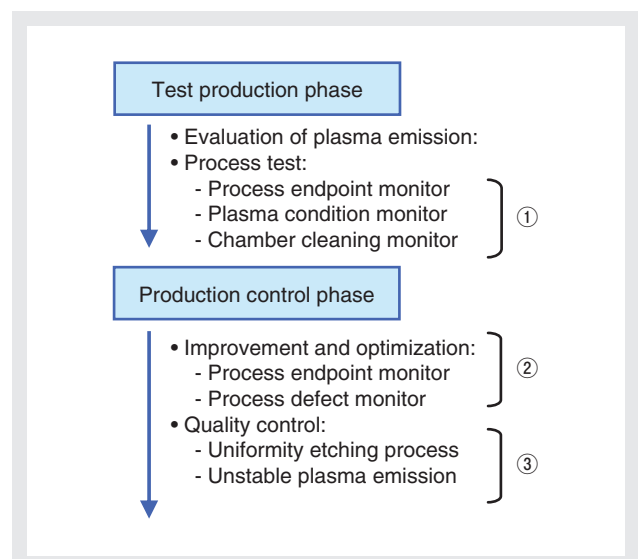 Test production phase
• Evaluation of plasma emission:
• Process test:
- Process endpoint monitor
- Plasma condition monitor
- Chamber cleaning monitor
①
Production control phase
• Improvement and optimization:
- Process endpoint monitor
- Process defect monitor
②
• Quality control:
- Uniformity etching process
- Unstable plasma emission
③